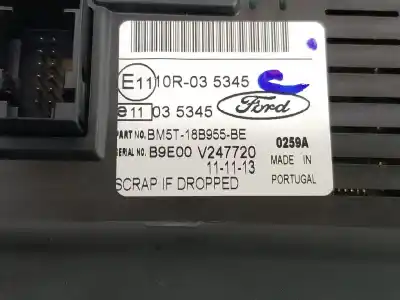 E11 10R-03 5345
e11 03 5345
Ford
PART NO. BM5T-18B955-BE
SERIAL NO. B9E00 V247720
0259A
11-11-13
MADE IN
PORTUGAL
SCRAP IF DROPPED